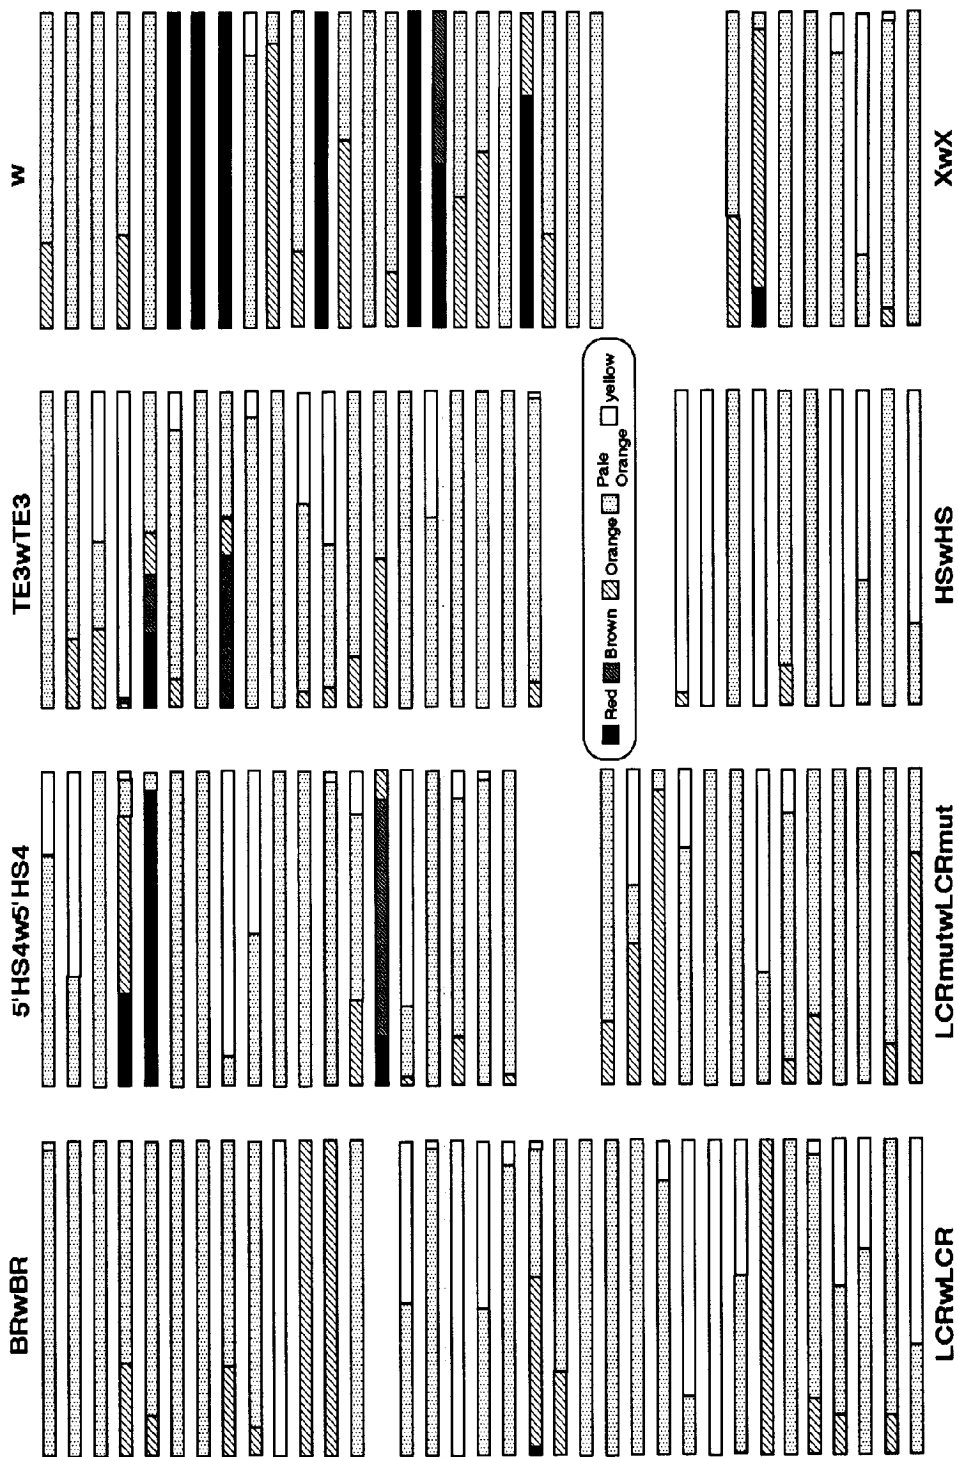 BRwBR
5'HS4w5'HS4
TE3wTE3
w
Red Brown Orange Pale Orange yellow
LCRwLCR
LCRmutwLCRmut
HSwHS
XwX